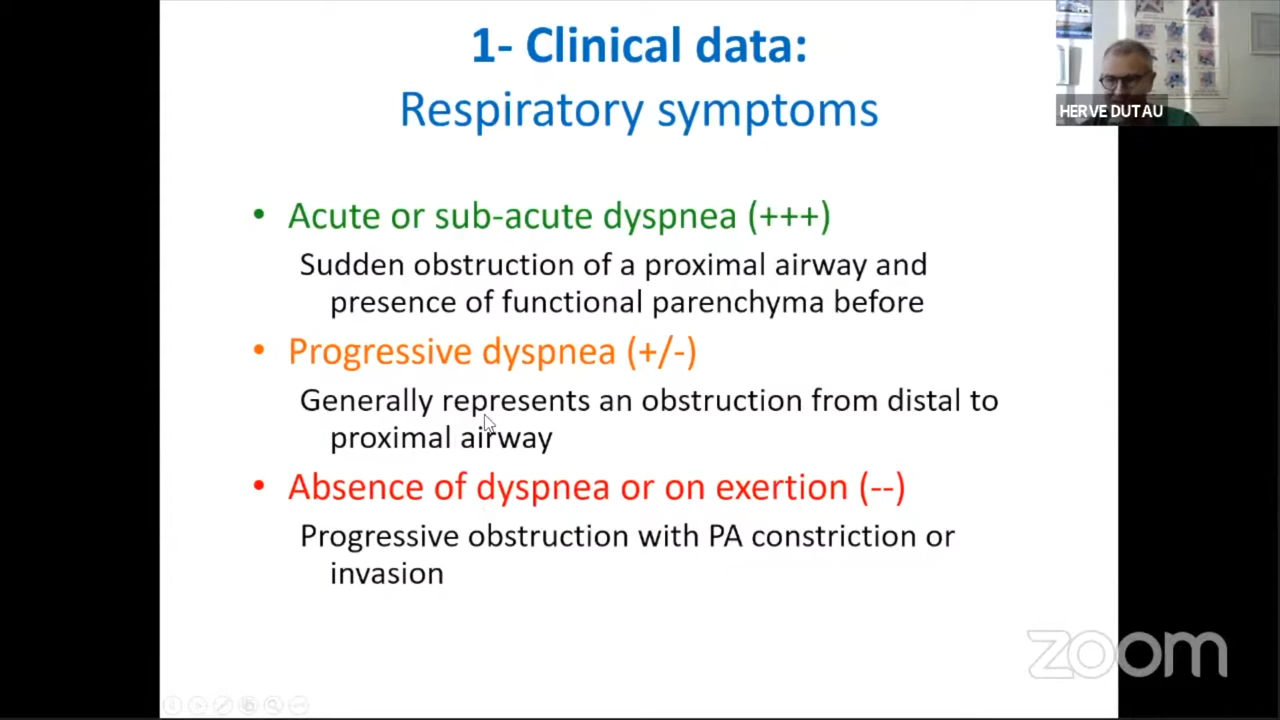 1- Clinical data:
Respiratory symptoms
HERVE DUTAU
• Acute or sub-acute dyspnea (+++)
Sudden obstruction of a proximal airway and
presence of functional parenchyma before
• Progressive dyspnea (+/-)
Generally represents an obstruction from distal to
proximal airway
• Absence of dyspnea or on exertion (--)
Progressive obstruction with PA constriction or
invasion
zoom